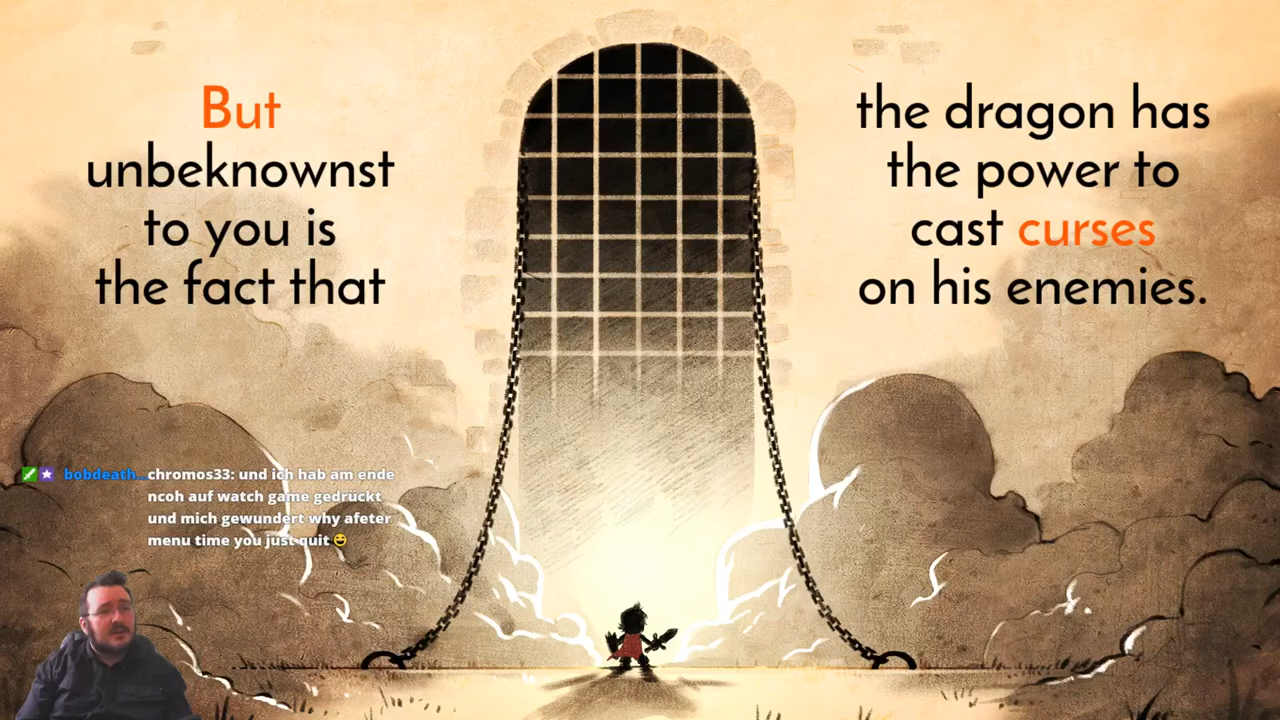 But
unbeknownst
to you is
the fact that
the dragon has
the power to
cast curses
on his enemies.
bobdeath... chromos33: und ich hab am ende
ncoh auf watch game gedrückt
und mich gewundert why afeter
menu time you just quit 😄